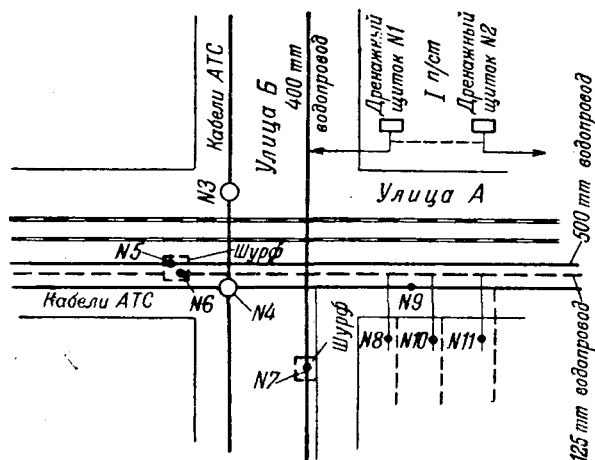 Кабели АТС
Улица Б
400 mm
водопровод
Дренажный
щиток N1
I п/ст
Дренажный
щиток N2
N3
Улица А
500 mm водопровод
N5
Шурф
N6
Кабели АТС
N4
N9
Шурф
N8
N10
N11
N7
125 mm водопровод